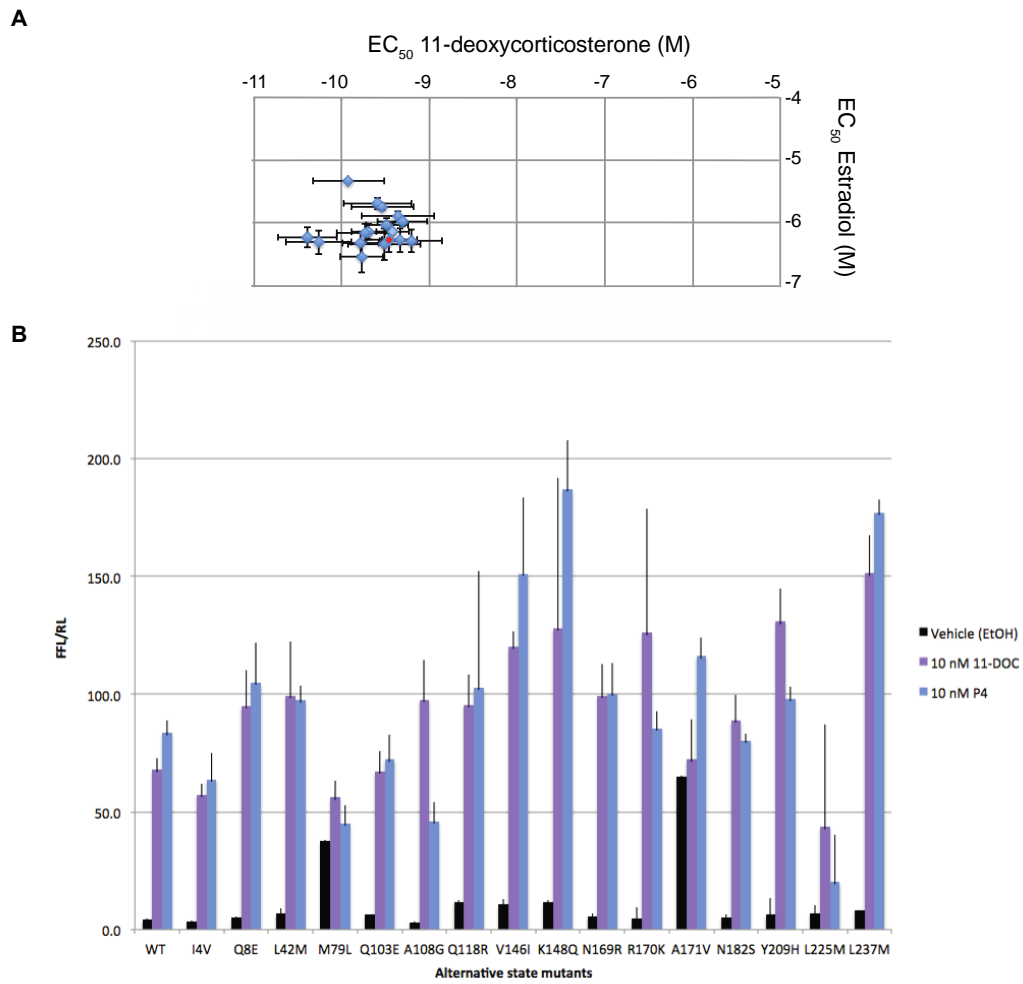 A
EC50 11-deoxycorticosterone (M)
-11 -10 -9 -8 -7 -6 -5
-4
-5
-6
-7
EC50 Estradiol (M)
B
250.0
200.0
150.0
100.0
50.0
0.0
FFL/RL
Vehicle (EtOH)
10 nM 11-DOC
10 nM P4
WT I4V Q8E L42M M79L Q103E A108G Q118R V146I K148Q N169R R170K A171V N182S Y209H L225M L237M
Alternative state mutants